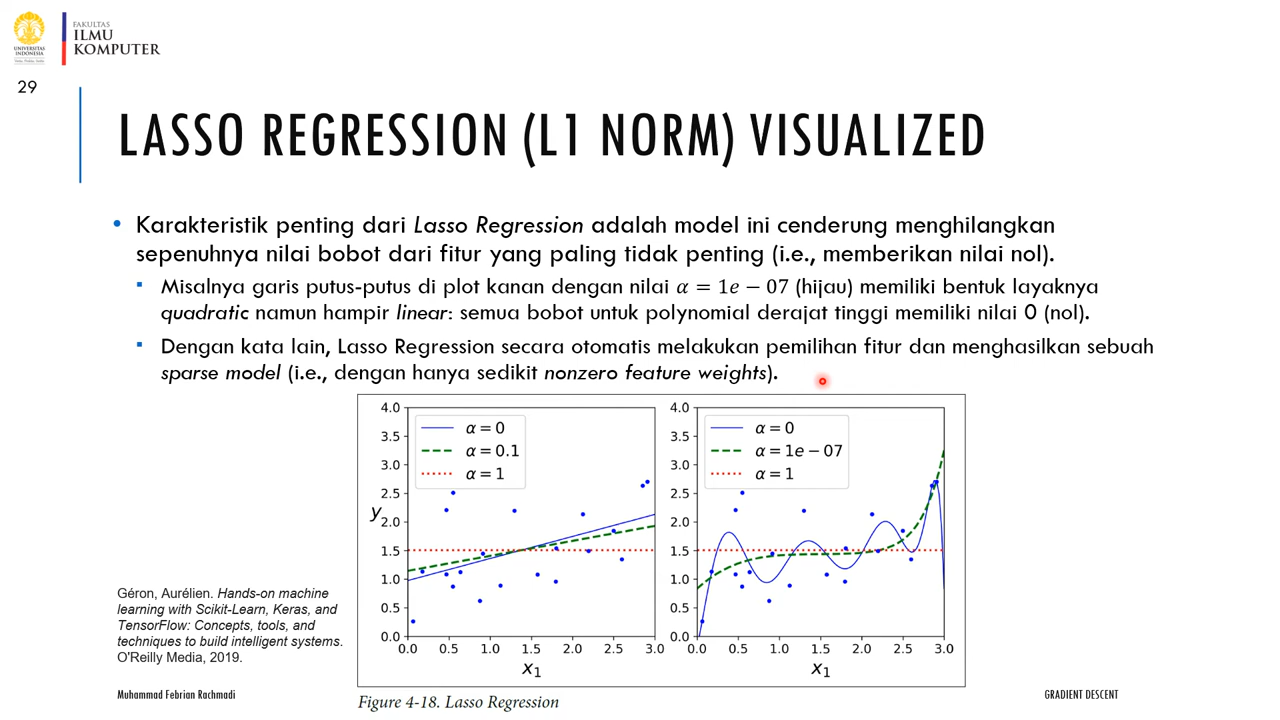 UNIVERSITAS
INDONESIA
FAKULTAS
ILMU
KOMPUTER
29
LASSO REGRESSION (L1 NORM) VISUALIZED
• Karakteristik penting dari Lasso Regression adalah model ini cenderung menghilangkan
sepenuhnya nilai bobot dari fitur yang paling tidak penting (i.e., memberikan nilai nol).
▪ Misalnya garis putus-putus di plot kanan dengan nilai α = 1e − 07 (hijau) memiliki bentuk layaknya
quadratic namun hampir linear: semua bobot untuk polynomial derajat tinggi memiliki nilai 0 (nol).
▪ Dengan kata lain, Lasso Regression secara otomatis melakukan pemilihan fitur dan menghasilkan sebuah
sparse model (i.e., dengan hanya sedikit nonzero feature weights).
4.0
3.5
3.0
2.5
2.0
1.5
1.0
0.5
0.0
y
α = 0
α = 0.1
α = 1
0.0 0.5 1.0 1.5 2.0 2.5 3.0
x₁
4.0
3.5
3.0
2.5
2.0
1.5
1.0
0.5
0.0
α = 0
α = 1e − 07
α = 1
0.0 0.5 1.0 1.5 2.0 2.5 3.0
x₁
Figure 4-18. Lasso Regression
Géron, Aurélien. Hands-on machine
learning with Scikit-Learn, Keras, and
TensorFlow: Concepts, tools, and
techniques to build intelligent systems.
O'Reilly Media, 2019.
Muhammad Febrian Rachmadi
GRADIENT DESCENT